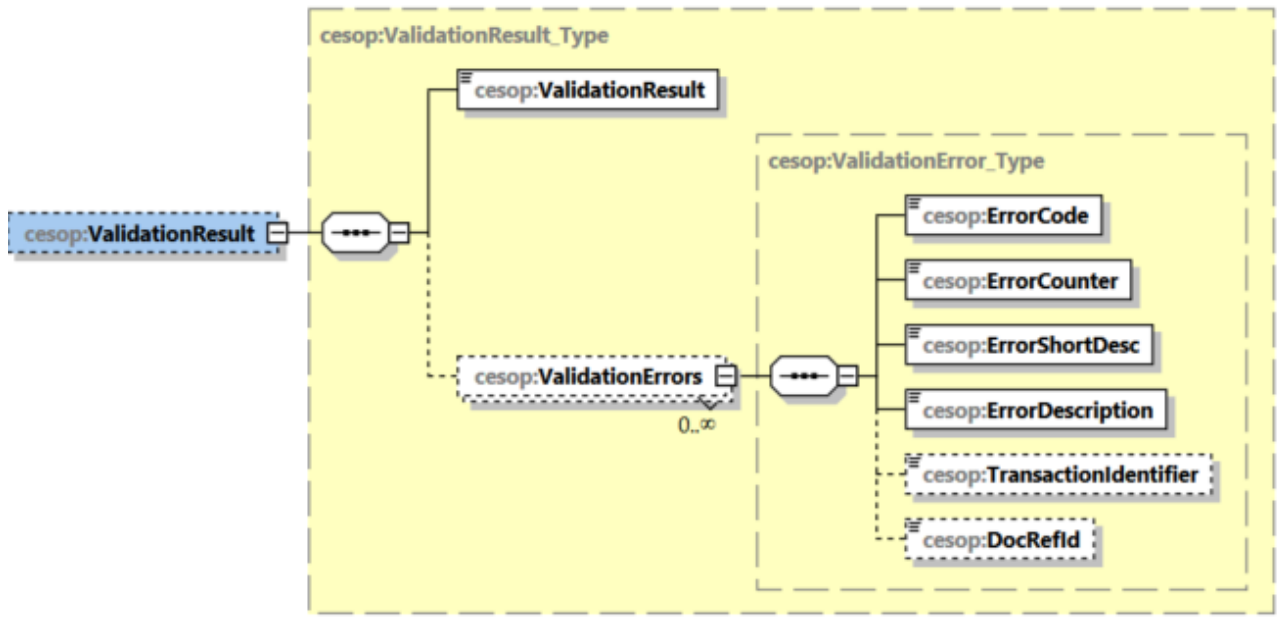 cesop:ValidationResult_Type
cesop:ValidationResult
cesop:ValidationError_Type
cesop:ErrorCode
cesop:ValidationResult
cesop:ErrorCounter
cesop:ErrorShortDesc
cesop:ValidationErrors
cesop:ErrorDescription
0..∞
cesop:TransactionIdentifier
cesop:DocRefId